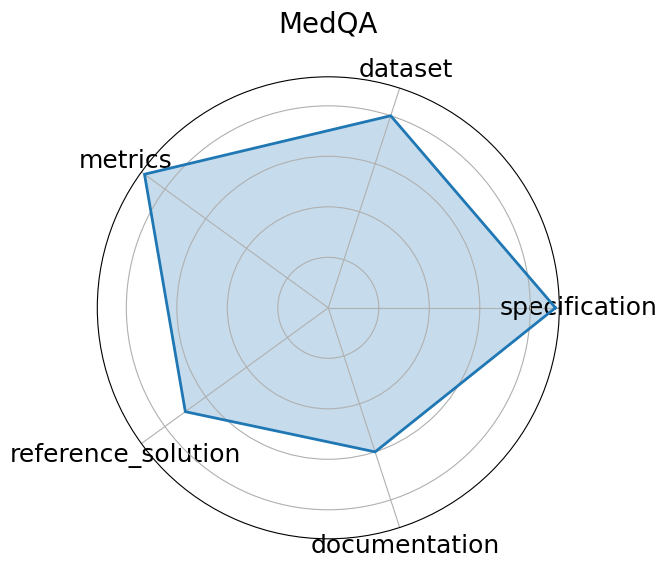 MedQA
dataset
metrics
specification
reference_solution
documentation